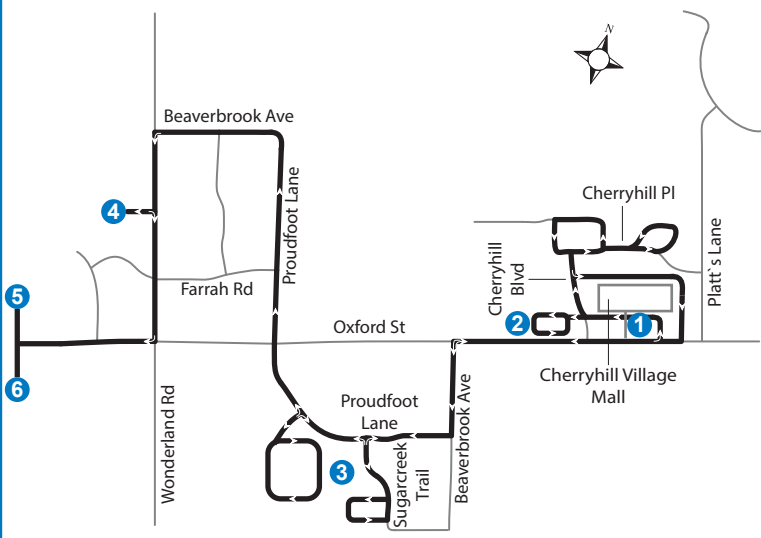 N
Beaverbrook Ave
Cherryhill Pl
4
Proudfoot Lane
Platt`s Lane
Cherryhill
Blvd
Farrah Rd
5
Oxford St
2
1
6
Cherryhill Village
Mall
Wonderland Rd
Proudfoot
Lane
Beaverbrook Ave
3
Sugarcreek
Trail